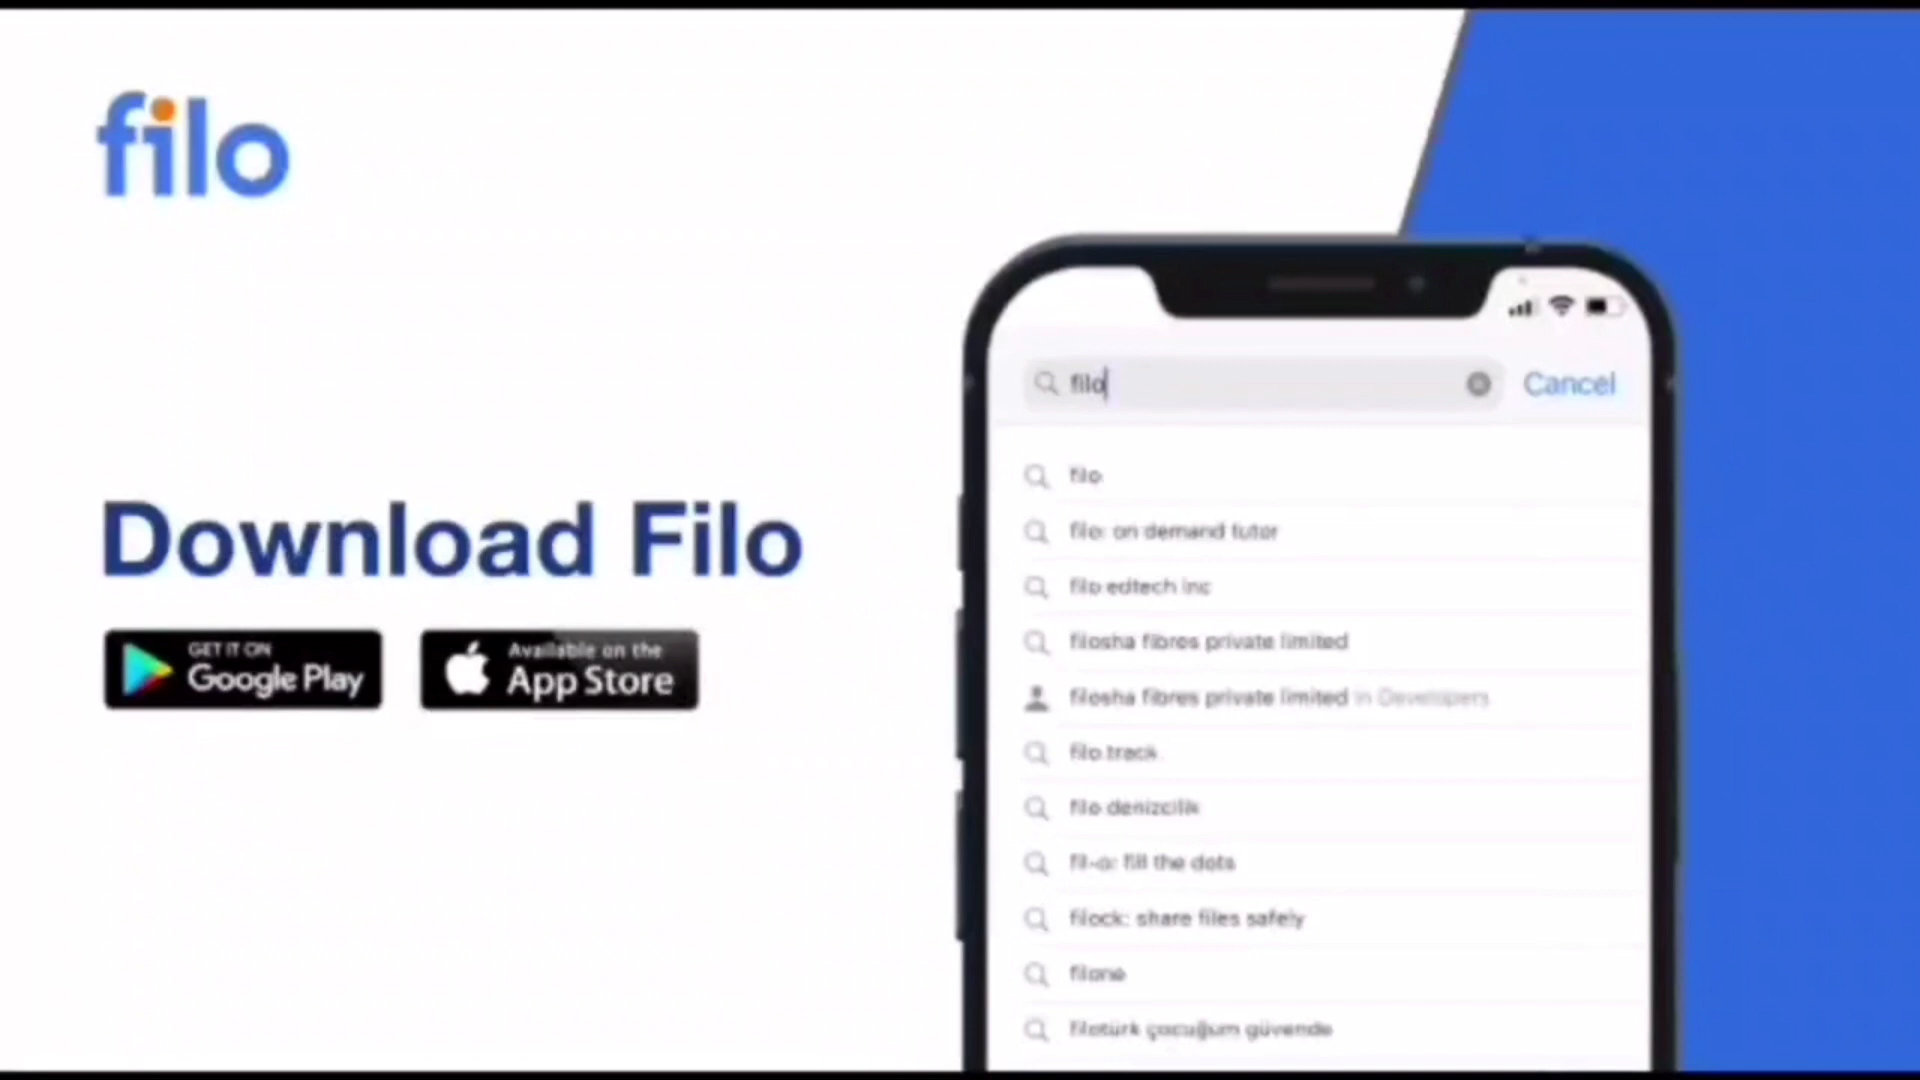 filo
Download Filo
GET IT ON
Google Play
Available on the
App Store
filo
Cancel
filo
filo: on demand tutor
filo edtech inc
filosha fibres private limited
filosha fibres private limited in Developers
filo track
filo denizcilik
fil-o: fill the dots
filock: share files safely
filone
filotürk çocuğum güvende